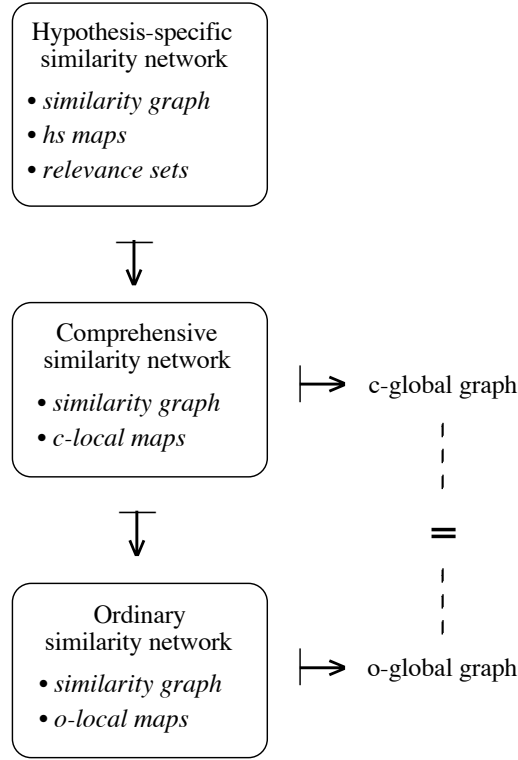 Hypothesis-specific
similarity network
• similarity graph
• hs maps
• relevance sets
Comprehensive
similarity network
• similarity graph
• c-local maps
c-global graph
=
Ordinary
similarity network
• similarity graph
• o-local maps
o-global graph